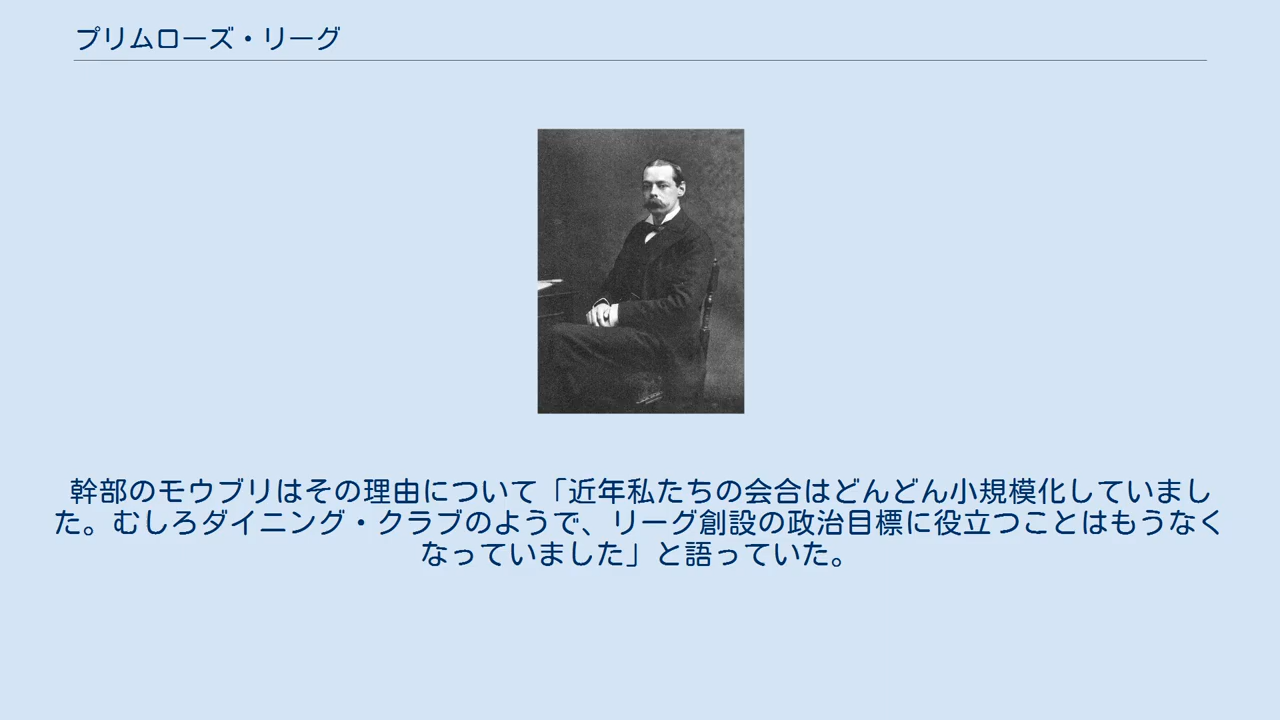 プリムローズ・リーグ
幹部のモウブリはその理由について「近年私たちの会合はどんどん小規模化していまし
た。むしろダイニング・クラブのようで、リーグ創設の政治目標に役立つことはもうなく
なっていました」と語っていた。